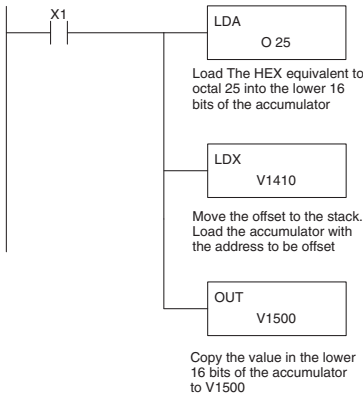 X1
LDA
O 25
Load The HEX equivalent to
octal 25 into the lower 16
bits of the accumulator
LDX
V1410
Move the offset to the stack.
Load the accumulator with
the address to be offset
OUT
V1500
Copy the value in the lower
16 bits of the accumulator
to V1500